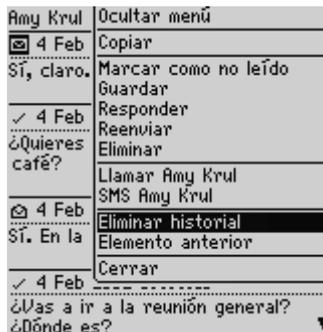 Amy Krul
Ocultar menú
4 Feb
Copiar
Sí, claro.
Marcar como no leído
Guardar
Responder
Reenviar
Eliminar
4 Feb
¿Quieres
café?
Llamar Amy Krul
SMS Amy Krul
4 Feb
Eliminar historial
Sí. En la
Elemento anterior
Cerrar
4 Feb
¿Vas a ir a la reunión general?
¿Dónde es?